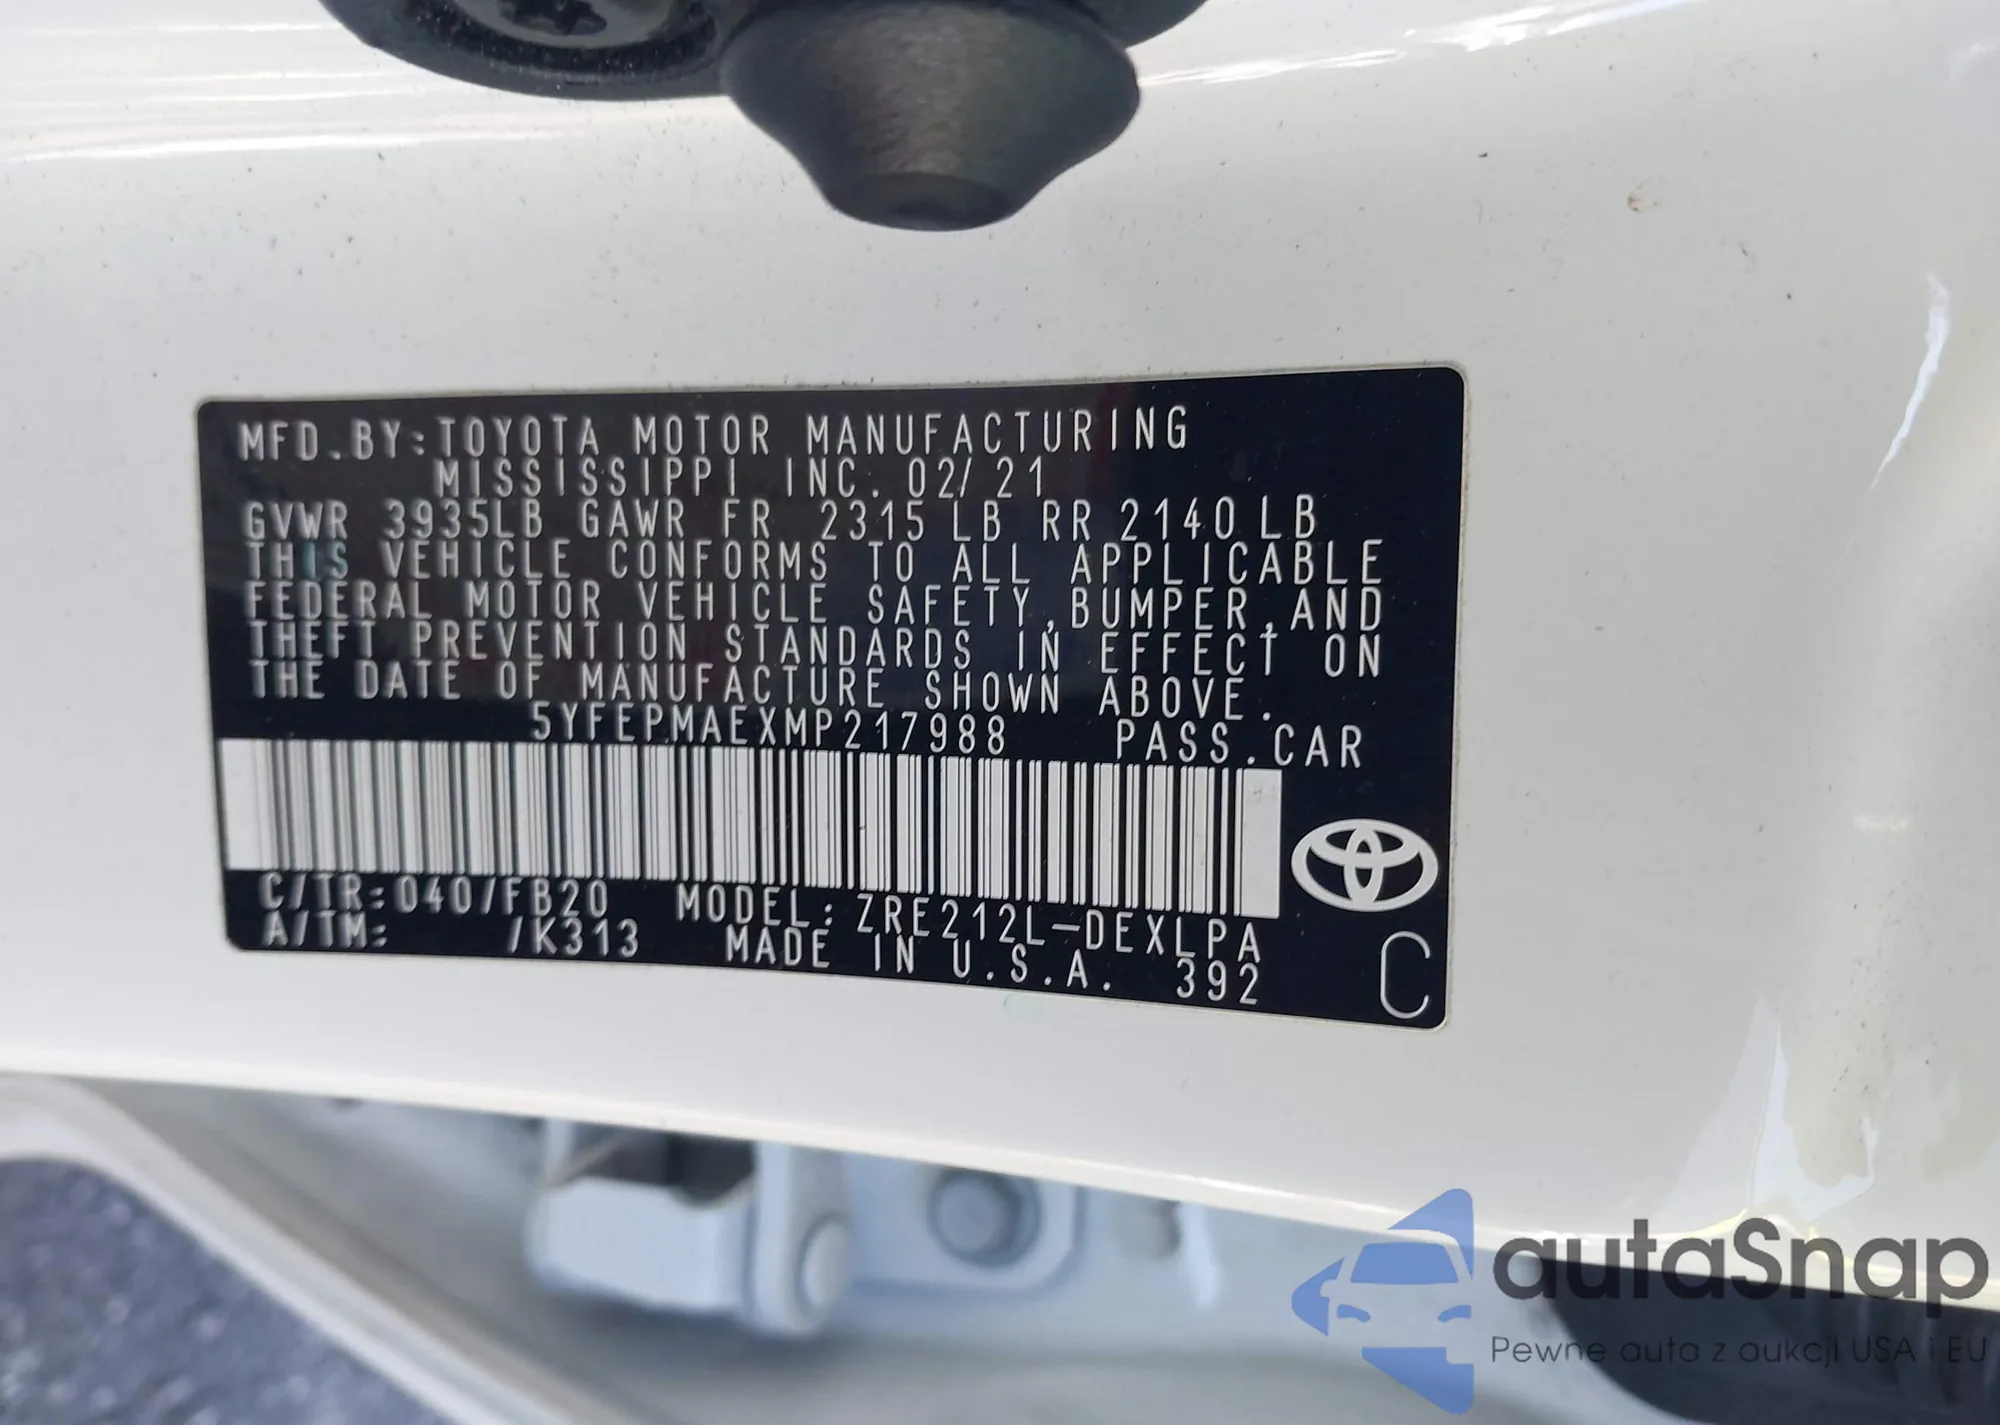 MFD.BY:TOYOTA MOTOR MANUFACTURING
MISSISSIPPI INC. 02/21
GVWR 3935LB GAWR FR 2315 LB RR 2140 LB
THIS VEHICLE CONFORMS TO ALL APPLICABLE
FEDERAL MOTOR VEHICLE SAFETY,BUMPER,AND
THEFT PREVENTION STANDARDS IN EFFECT ON
THE DATE OF MANUFACTURE SHOWN ABOVE.
5YFEPMAEXMP217988 PASS.CAR
C/TR:040/FB20 MODEL:ZRE212L-DEXLPA
A/TM: /K313 MADE IN U.S.A. 392
C
autaSnap
Pewne auta z aukcji USA i EU